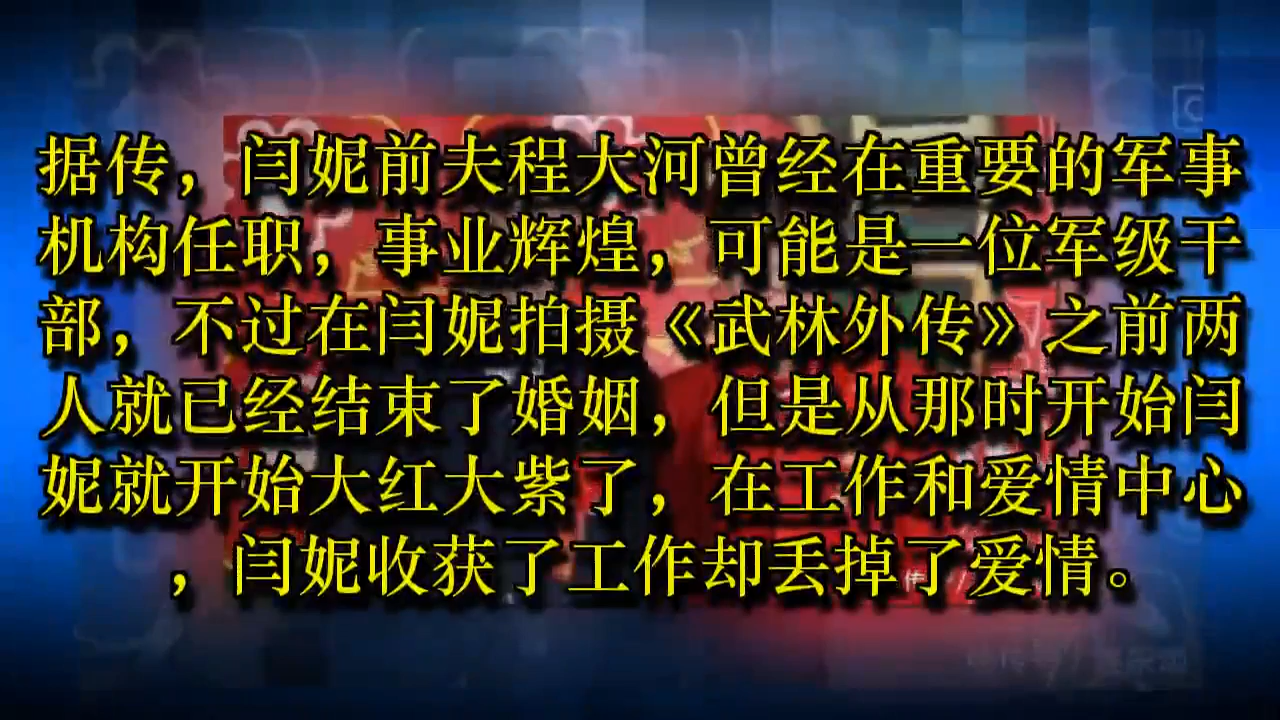 据传，闫妮前夫程大河曾经在重要的军事
机构任职，事业辉煌，可能是一位军级干
部，不过在闫妮拍摄《武林外传》之前两
人就已经结束了婚姻，但是从那时开始闫
妮就开始大红大紫了，在工作和爱情中心
，闫妮收获了工作却丢掉了爱情。